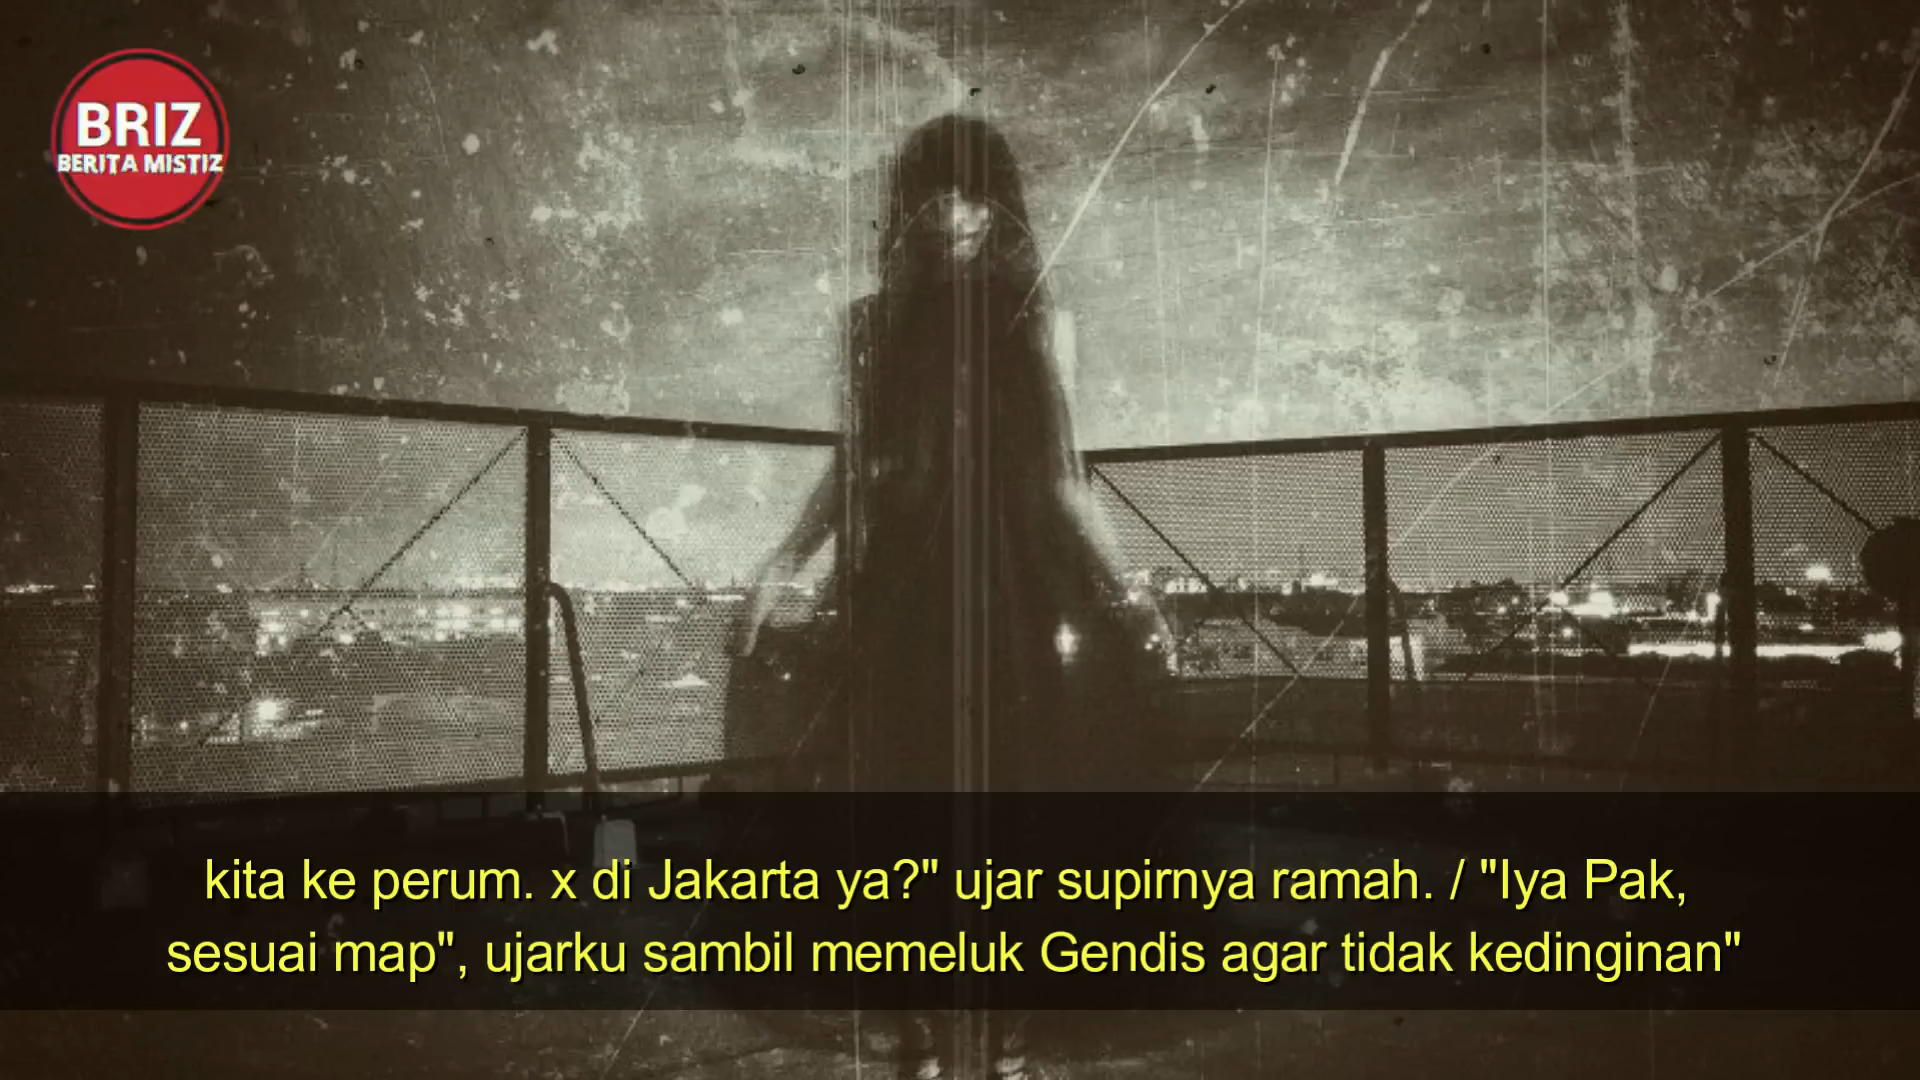 BRIZ
BERITA MISTIZ
kita ke perum. x di Jakarta ya?" ujar supirnya ramah. / "Iya Pak,
sesuai map", ujarku sambil memeluk Gendis agar tidak kedinginan"